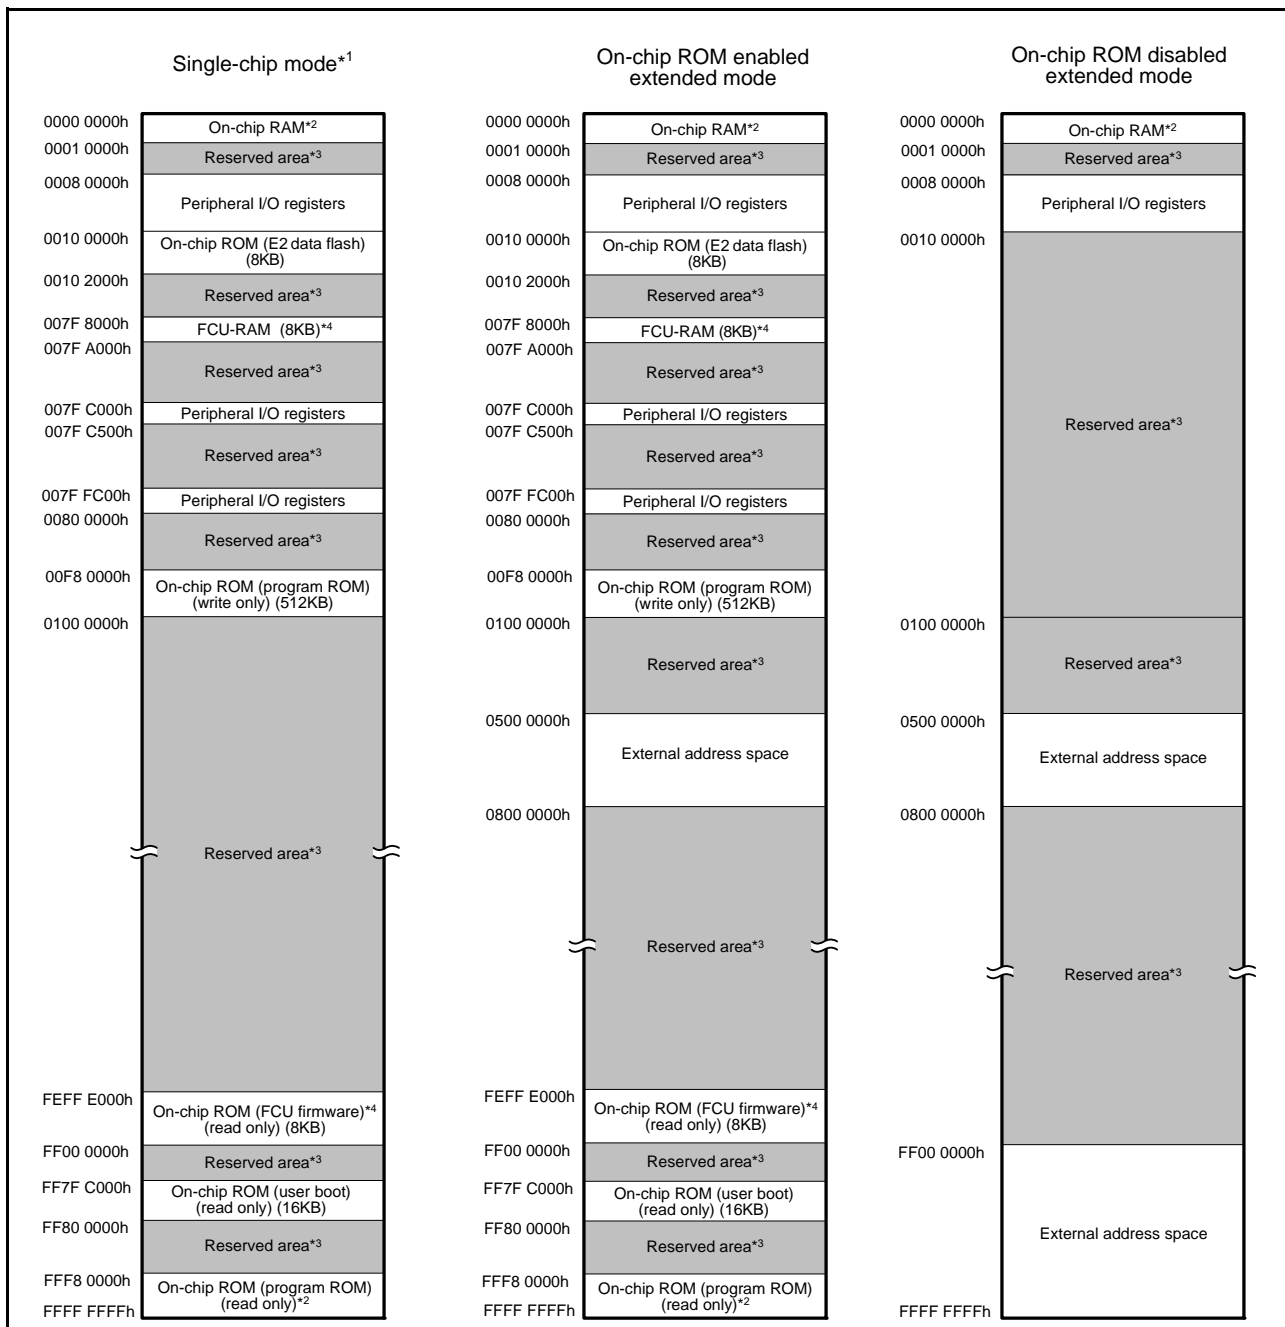 Single-chip mode*1
0000 0000h
On-chip RAM*2
0001 0000h
Reserved area*3
0008 0000h
Peripheral I/O registers
0010 0000h
On-chip ROM (E2 data flash)
(8KB)
0010 2000h
Reserved area*3
007F 8000h
FCU-RAM (8KB)*4
007F A000h
Reserved area*3
007F C000h
Peripheral I/O registers
007F C500h
Reserved area*3
007F FC00h
Peripheral I/O registers
0080 0000h
Reserved area*3
00F8 0000h
On-chip ROM (program ROM)
(write only) (512KB)
0100 0000h
Reserved area*3
FEFF E000h
On-chip ROM (FCU firmware)*4
(read only) (8KB)
FF00 0000h
Reserved area*3
FF7F C000h
On-chip ROM (user boot)
(read only) (16KB)
FF80 0000h
Reserved area*3
FFF8 0000h
On-chip ROM (program ROM)
(read only)*2
FFFF FFFFh
On-chip ROM enabled
extended mode
0000 0000h
On-chip RAM*2
0001 0000h
Reserved area*3
0008 0000h
Peripheral I/O registers
0010 0000h
On-chip ROM (E2 data flash)
(8KB)
0010 2000h
Reserved area*3
007F 8000h
FCU-RAM (8KB)*4
007F A000h
Reserved area*3
007F C000h
Peripheral I/O registers
007F C500h
Reserved area*3
007F FC00h
Peripheral I/O registers
0080 0000h
Reserved area*3
00F8 0000h
On-chip ROM (program ROM)
(write only) (512KB)
0100 0000h
Reserved area*3
0500 0000h
External address space
0800 0000h
Reserved area*3
FEFF E000h
On-chip ROM (FCU firmware)*4
(read only) (8KB)
FF00 0000h
Reserved area*3
FF7F C000h
On-chip ROM (user boot)
(read only) (16KB)
FF80 0000h
Reserved area*3
FFF8 0000h
On-chip ROM (program ROM)
(read only)*2
FFFF FFFFh
On-chip ROM disabled
extended mode
0000 0000h
On-chip RAM*2
0001 0000h
Reserved area*3
0008 0000h
Peripheral I/O registers
0010 0000h
Reserved area*3
0100 0000h
Reserved area*3
0500 0000h
External address space
0800 0000h
Reserved area*3
FF00 0000h
External address space
FFFF FFFFh